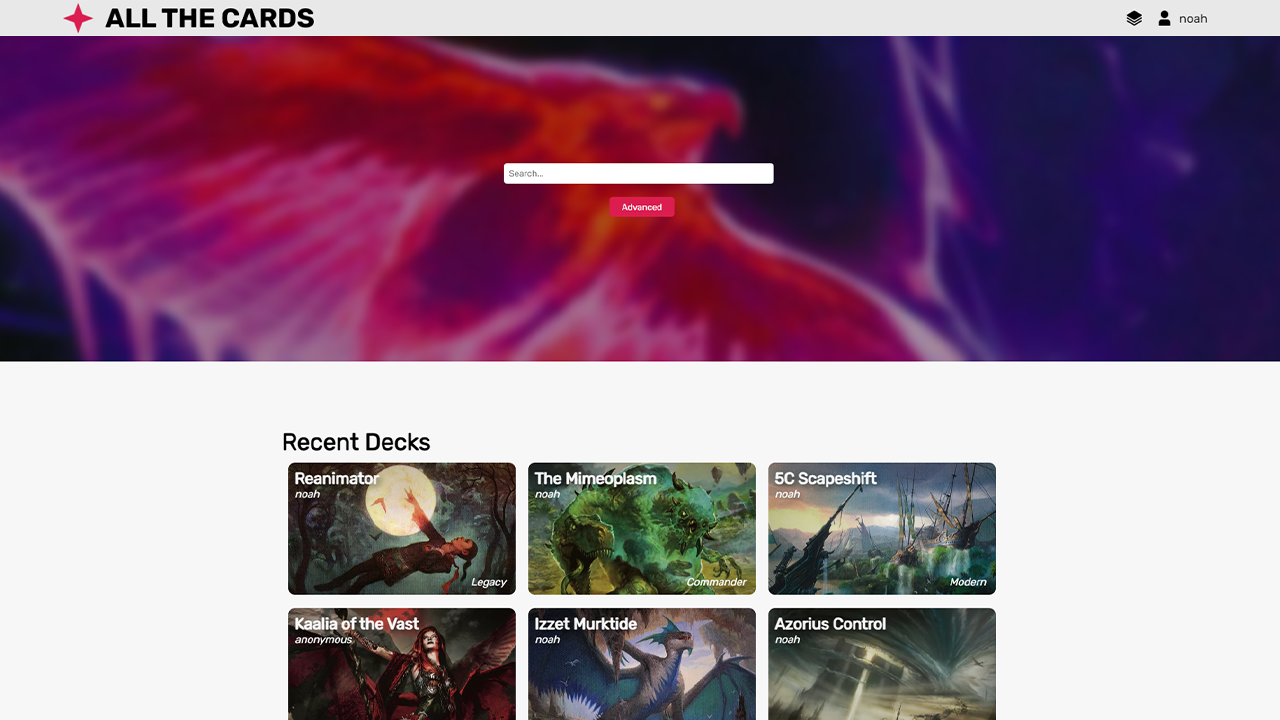 ALL THE CARDS
noah
Search...
Advanced
Recent Decks
Reanimator
noah
Legacy
The Mimeoplasm
noah
Commander
5C Scapeshift
noah
Modern
Kaalia of the Vast
anonymous
Izzet Murktide
noah
Azorius Control
noah